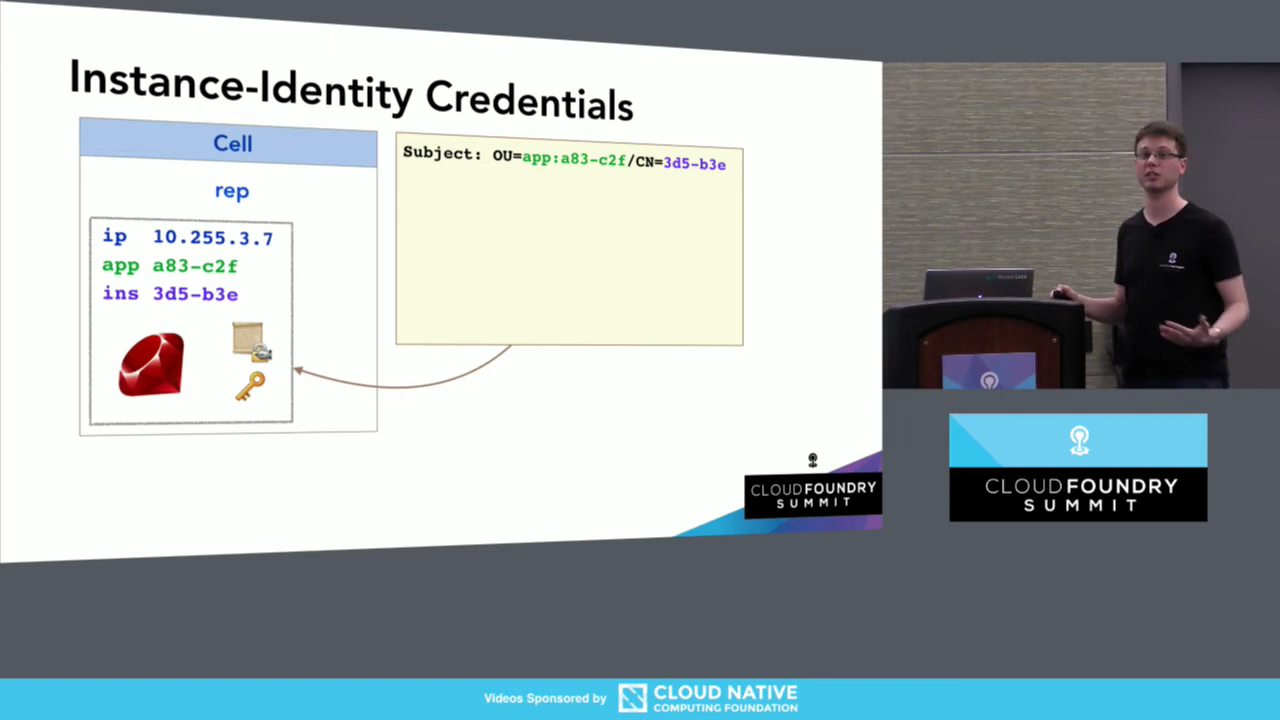 Instance-Identity Credentials
Cell
rep
ip 10.255.3.7
app a83-c2f
ins 3d5-b3e
Subject: OU=app:a83-c2f/CN=3d5-b3e
CLOUDFOUNDRY
SUMMIT
CLOUDFOUNDRY
SUMMIT
Videos Sponsored by
CLOUD NATIVE
COMPUTING FOUNDATION